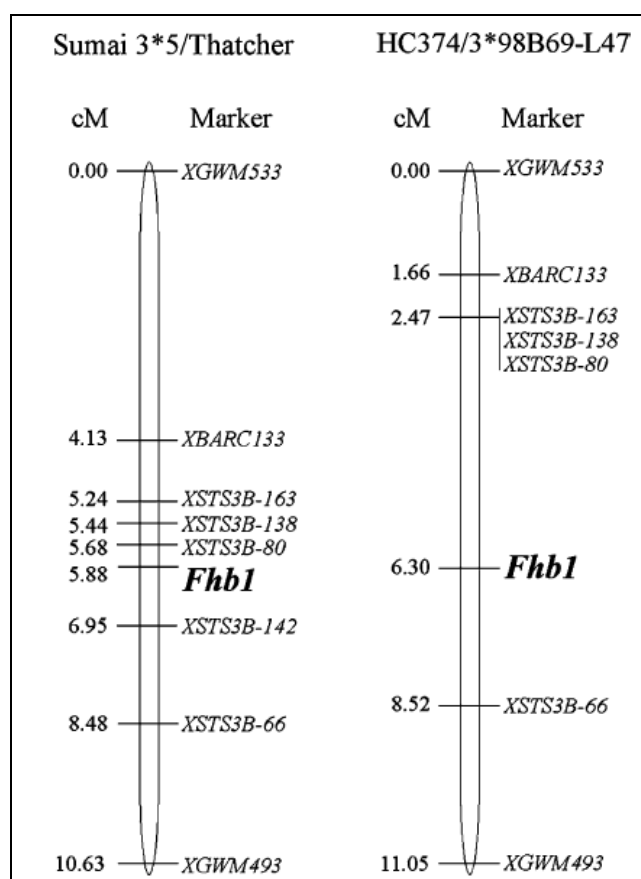 Sumai 3*5/Thatcher
cM Marker
0.00 XGWM533
4.13 XBARC133
5.24 XSTS3B-163
5.44 XSTS3B-138
5.68 XSTS3B-80
5.88 Fhb1
6.95 XSTS3B-142
8.48 XSTS3B-66
10.63 XGWM493
HC374/3*98B69-L47
cM Marker
0.00 XGWM533
1.66 XBARC133
2.47 XSTS3B-163
XSTS3B-138
XSTS3B-80
6.30 Fhb1
8.52 XSTS3B-66
11.05 XGWM493